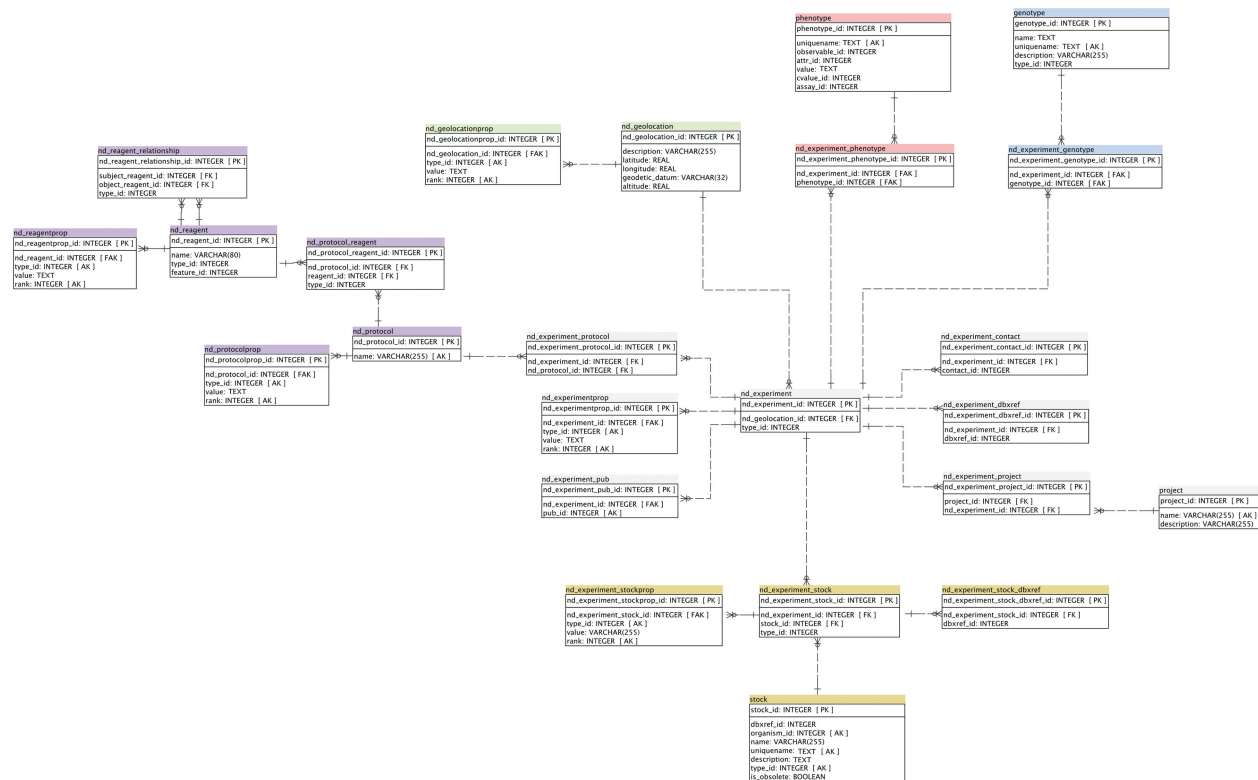 phenotype
phenotype_id: INTEGER [ PK ]
uniquename: TEXT [ AK ]
observable_id: INTEGER
attr_id: INTEGER
value: TEXT
cvalue_id: INTEGER
assay_id: INTEGER
genotype
genotype_id: INTEGER [ PK ]
name: TEXT
uniquename: TEXT [ AK ]
description: VARCHAR(255)
type_id: INTEGER
nd_geolocationprop
nd_geolocationprop_id: INTEGER [ PK ]
nd_geolocation_id: INTEGER [ FAK ]
type_id: INTEGER [ AK ]
value: TEXT
rank: INTEGER [ AK ]
nd_geolocation
nd_geolocation_id: INTEGER [ PK ]
description: VARCHAR(255)
latitude: REAL
longitude: REAL
geodetic_datum: VARCHAR(32)
altitude: REAL
nd_experiment_phenotype
nd_experiment_phenotype_id: INTEGER [ PK ]
nd_experiment_id: INTEGER [ FAK ]
phenotype_id: INTEGER [ FAK ]
nd_experiment_genotype
nd_experiment_genotype_id: INTEGER [ PK ]
nd_experiment_id: INTEGER [ FAK ]
genotype_id: INTEGER [ FAK ]
nd_reagent_relationship
nd_reagent_relationship_id: INTEGER [ PK ]
subject_reagent_id: INTEGER [ FK ]
object_reagent_id: INTEGER [ FK ]
type_id: INTEGER
nd_reagentprop
nd_reagentprop_id: INTEGER [ PK ]
nd_reagent_id: INTEGER [ FAK ]
type_id: INTEGER [ AK ]
value: TEXT
rank: INTEGER [ AK ]
nd_reagent
nd_reagent_id: INTEGER [ PK ]
name: VARCHAR(80)
type_id: INTEGER
feature_id: INTEGER
nd_protocol_reagent
nd_protocol_reagent_id: INTEGER [ PK ]
nd_protocol_id: INTEGER [ FK ]
reagent_id: INTEGER [ FK ]
type_id: INTEGER
nd_protocolprop
nd_protocolprop_id: INTEGER [ PK ]
nd_protocol_id: INTEGER [ FAK ]
type_id: INTEGER [ AK ]
value: TEXT
rank: INTEGER [ AK ]
nd_protocol
nd_protocol_id: INTEGER [ PK ]
name: VARCHAR(255) [ AK ]
nd_experiment_protocol
nd_experiment_protocol_id: INTEGER [ PK ]
nd_experiment_id: INTEGER [ FK ]
nd_protocol_id: INTEGER [ FK ]
nd_experiment_contact
nd_experiment_contact_id: INTEGER [ PK ]
nd_experiment_id: INTEGER [ FK ]
contact_id: INTEGER
nd_experimentprop
nd_experimentprop_id: INTEGER [ PK ]
nd_experiment_id: INTEGER [ FAK ]
type_id: INTEGER [ AK ]
value: TEXT
rank: INTEGER [ AK ]
nd_experiment
nd_experiment_id: INTEGER [ PK ]
nd_geolocation_id: INTEGER [ FK ]
type_id: INTEGER
nd_experiment_dbxref
nd_experiment_dbxref_id: INTEGER [ PK ]
nd_experiment_id: INTEGER [ FK ]
dbxref_id: INTEGER
nd_experiment_pub
nd_experiment_pub_id: INTEGER [ PK ]
nd_experiment_id: INTEGER [ FAK ]
pub_id: INTEGER [ AK ]
nd_experiment_project
nd_experiment_project_id: INTEGER [ PK ]
project_id: INTEGER [ FK ]
nd_experiment_id: INTEGER [ FK ]
project
project_id: INTEGER [ PK ]
name: VARCHAR(255) [ AK ]
description: VARCHAR(255)
nd_experiment_stockprop
nd_experiment_stockprop_id: INTEGER [ PK ]
nd_experiment_stock_id: INTEGER [ FAK ]
type_id: INTEGER [ AK ]
value: VARCHAR(255)
rank: INTEGER [ AK ]
nd_experiment_stock
nd_experiment_stock_id: INTEGER [ PK ]
nd_experiment_id: INTEGER [ FK ]
stock_id: INTEGER [ FK ]
type_id: INTEGER
nd_experiment_stock_dbxref
nd_experiment_stock_dbxref_id: INTEGER [ PK ]
nd_experiment_stock_id: INTEGER [ FK ]
dbxref_id: INTEGER
stock
stock_id: INTEGER [ PK ]
dbxref_id: INTEGER
organism_id: INTEGER [ AK ]
name: VARCHAR(255)
uniquename: TEXT [ AK ]
description: TEXT
type_id: INTEGER [ AK ]
is_obsolete: BOOLEAN